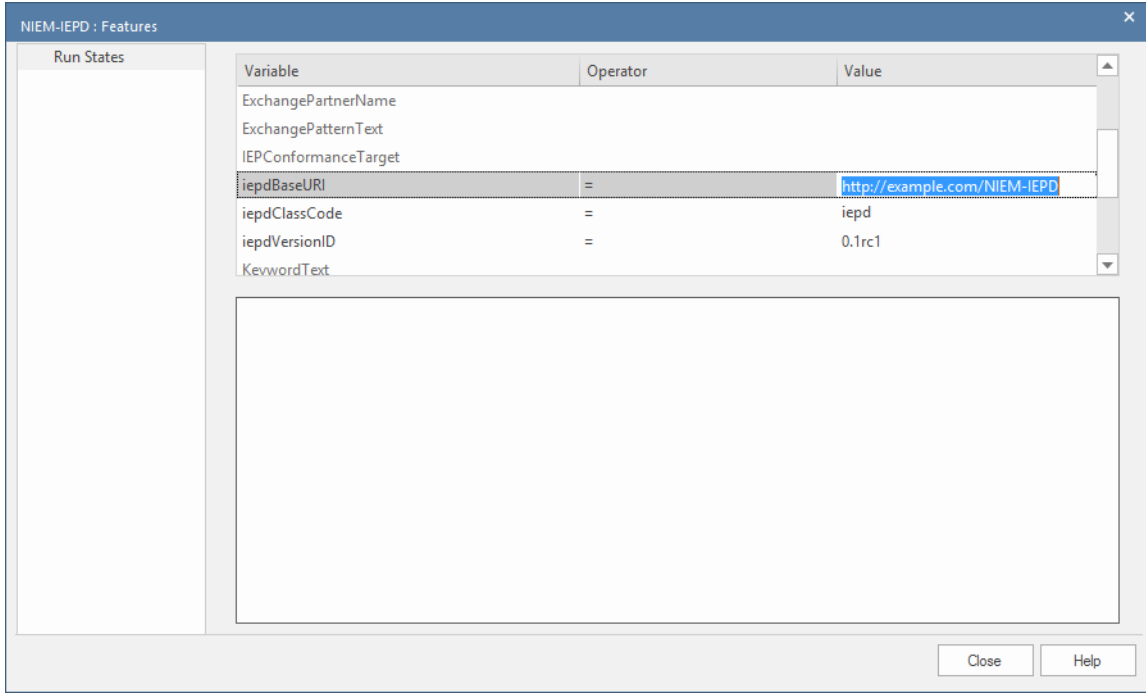 NIEM-IEPD : Features
Run States
Variable Operator Value
ExchangePartnerName
ExchangePatternText
IEPConformanceTarget
iepdBaseURI = http://example.com/NIEM-IEPD
iepdClassCode = iepd
iepdVersionID = 0.1rc1
KeywordText
Close Help